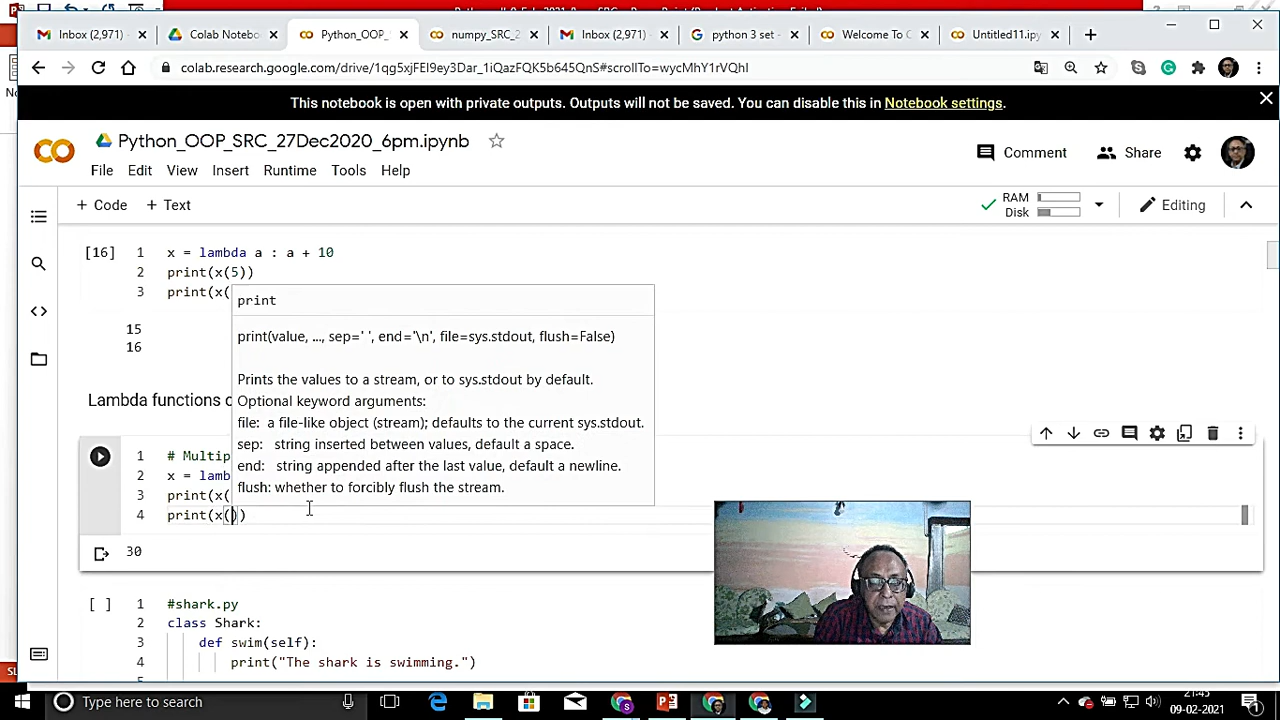 Inbox (2,971)
Colab Notebo
Python_OOP_
numpy_SRC_2
Inbox (2,971)
python 3 set -
Welcome To C
Untitled11.ipy
colab.research.google.com/drive/1qg5xjFEI9ey3Dar_1iQazFQK5b645QnS#scrollTo=wycMhY1rVQhI
This notebook is open with private outputs. Outputs will not be saved. You can disable this in Notebook settings.
Python_OOP_SRC_27Dec2020_6pm.ipynb
Comment
Share
File Edit View Insert Runtime Tools Help
+ Code + Text
RAM
Disk
Editing
[16] 1 x = lambda a : a + 10
2 print(x(5))
3 print(x(
print
print(value, ..., sep=' ', end='\n', file=sys.stdout, flush=False)
15
16
Prints the values to a stream, or to sys.stdout by default.
Lambda functions c
Optional keyword arguments:
file: a file-like object (stream); defaults to the current sys.stdout.
sep: string inserted between values, default a space.
end: string appended after the last value, default a newline.
flush: whether to forcibly flush the stream.
1 # Multip
2 x = lamb
3 print(x(
4 print(x())
30
[ ] 1 #shark.py
2 class Shark:
3 def swim(self):
4 print("The shark is swimming.")
Type here to search
21:45
09-02-2021